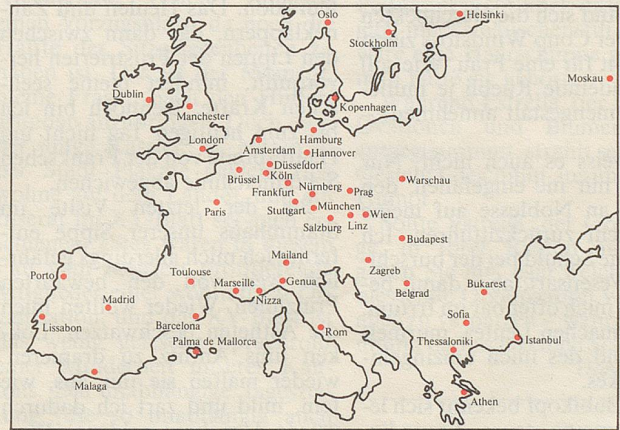 Oslo
Helsinki
Stockholm
Moskau
Dublin
Manchester
Kopenhagen
London
Hamburg
Amsterdam
Hannover
Düsseldorf
Brüssel
Köln
Frankfurt
Nürnberg
Prag
Warschau
Paris
Stuttgart
München
Wien
Salzburg
Linz
Budapest
Mailand
Zagreb
Toulouse
Marseille
Genua
Belgrad
Bukarest
Porto
Madrid
Nizza
Lissabon
Barcelona
Rom
Sofia
Palma de Mallorca
Thessaloniki
Istanbul
Malaga
Athen